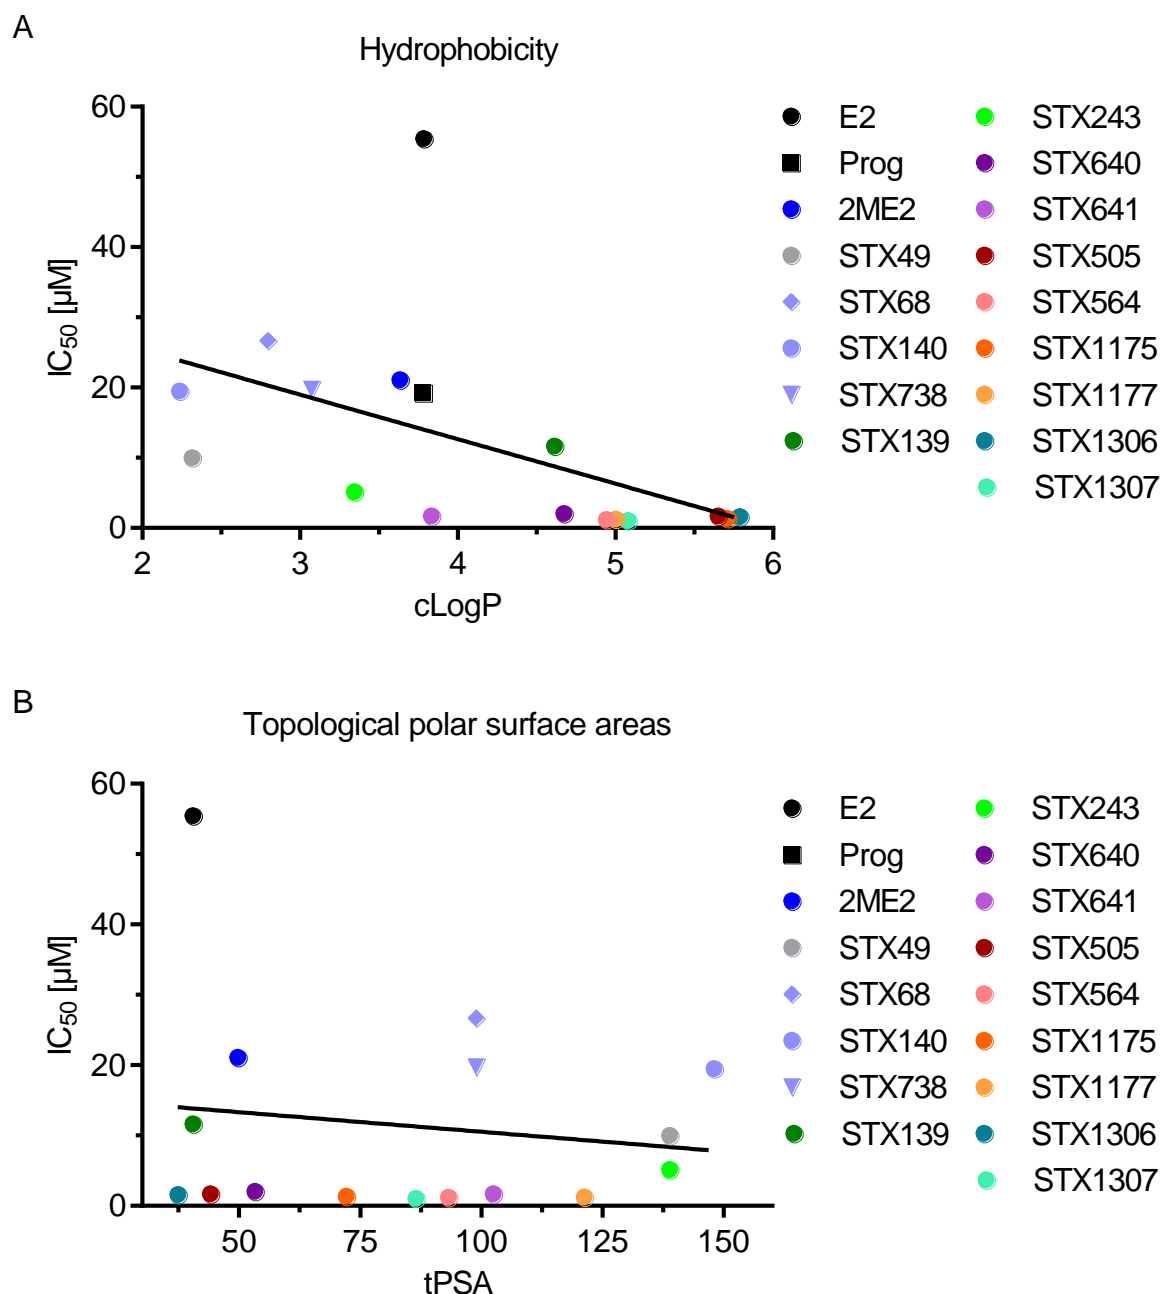 A
Hydrophobicity
60
40
20
0
IC50 [µM]
2 3 4 5 6
cLogP
E2
Prog
2ME2
STX49
STX68
STX140
STX738
STX139
STX243
STX640
STX641
STX505
STX564
STX1175
STX1177
STX1306
STX1307
B
Topological polar surface areas
60
40
20
0
IC50 [µM]
50 75 100 125 150
tPSA
E2
Prog
2ME2
STX49
STX68
STX140
STX738
STX139
STX243
STX640
STX641
STX505
STX564
STX1175
STX1177
STX1306
STX1307